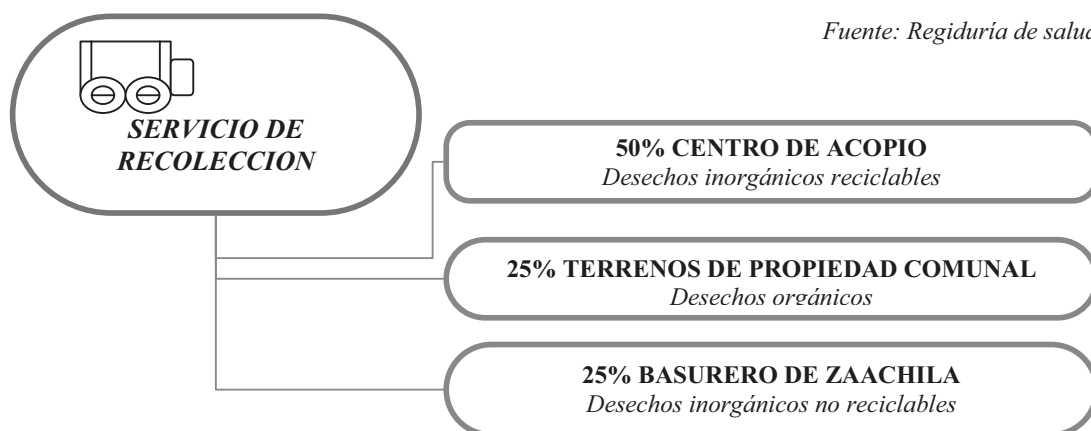 Fuente: Regiduría de salud
SERVICIO DE
RECOLECCION
50% CENTRO DE ACOPIO
Desechos inorgánicos reciclables
25% TERRENOS DE PROPIEDAD COMUNAL
Desechos orgánicos
25% BASURERO DE ZAACHILA
Desechos inorgánicos no reciclables